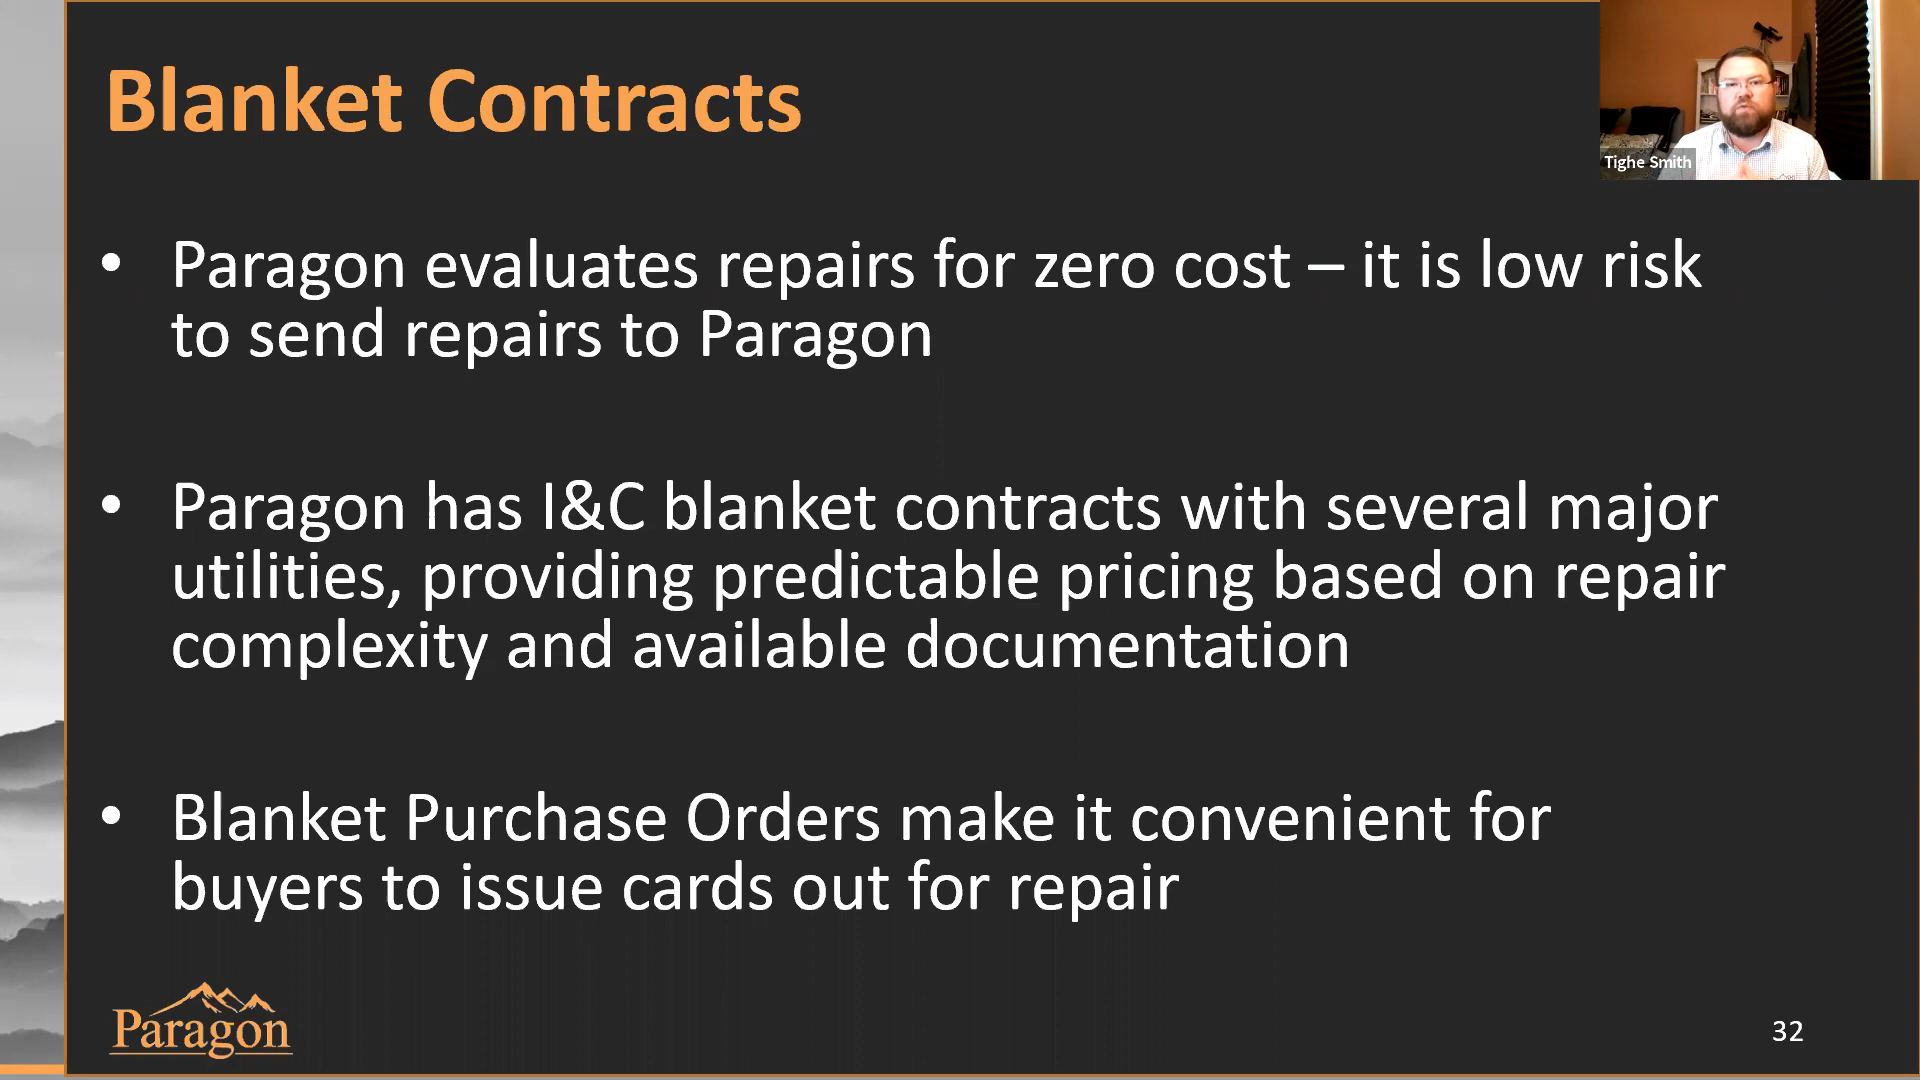 Blanket Contracts
Tighe Smith
• Paragon evaluates repairs for zero cost – it is low risk
to send repairs to Paragon
• Paragon has I&C blanket contracts with several major
utilities, providing predictable pricing based on repair
complexity and available documentation
• Blanket Purchase Orders make it convenient for
buyers to issue cards out for repair
Paragon
32